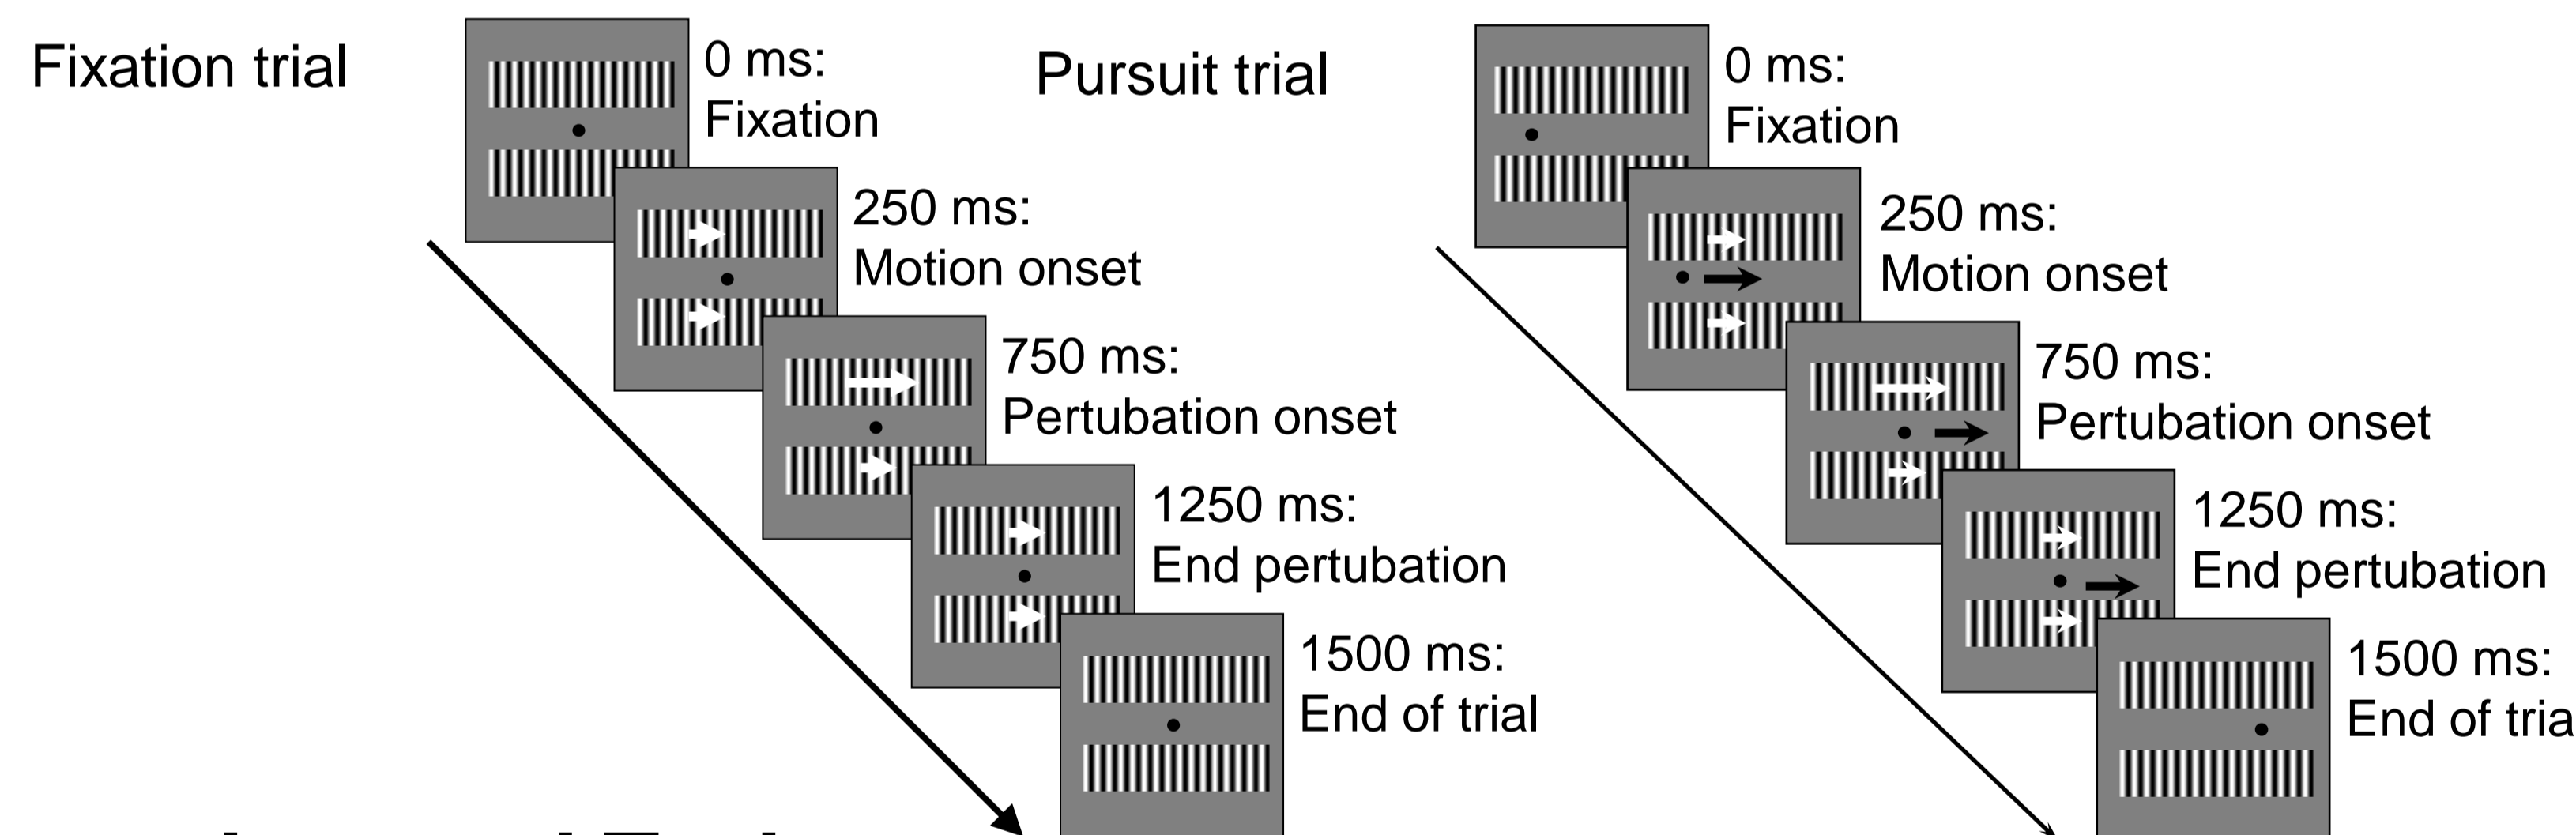 Fixation trial
0 ms:
Fixation
250 ms:
Motion onset
750 ms:
Pertubation onset
1250 ms:
End pertubation
1500 ms:
End of trial
Pursuit trial
0 ms:
Fixation
250 ms:
Motion onset
750 ms:
Pertubation onset
1250 ms:
End pertubation
1500 ms:
End of tria